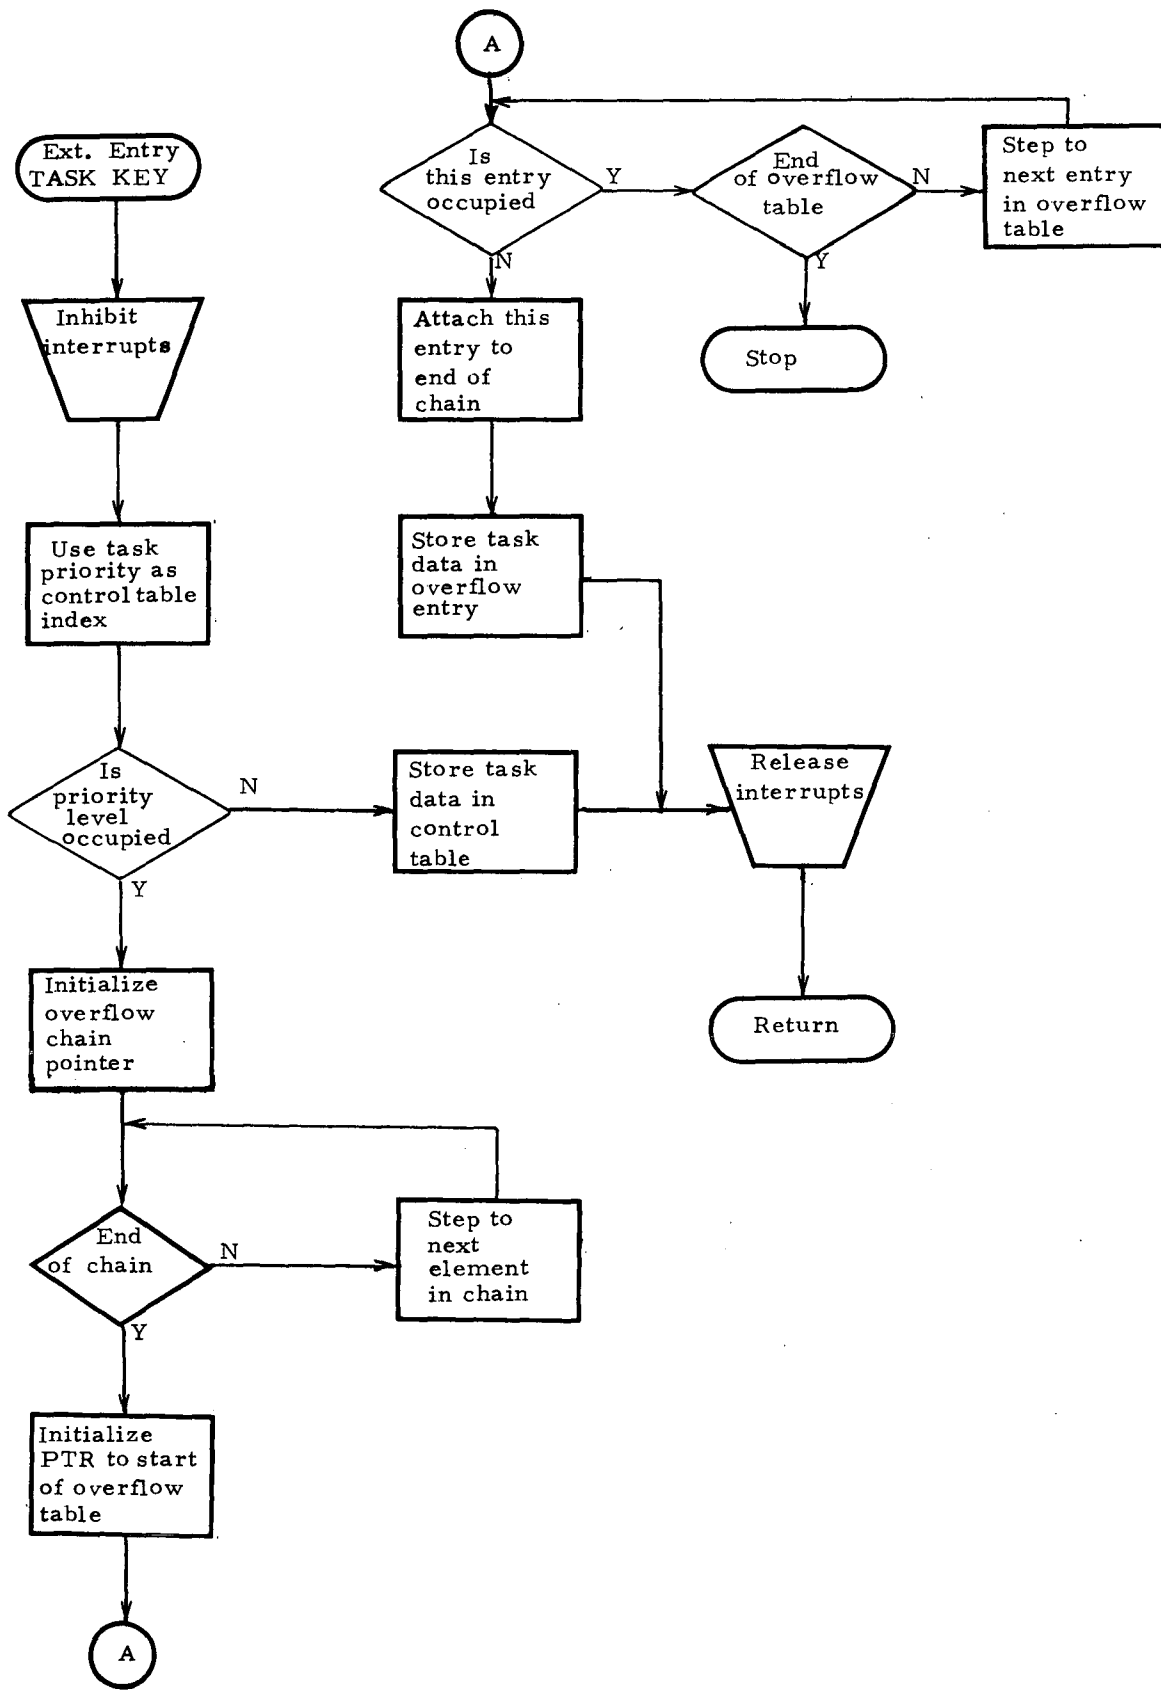 Ext. Entry
TASK KEY
Inhibit
interrupts
Use task
priority as
control table
index
Is
priority
level
occupied
N
Y
Store task
data in
control
table
Initialize
overflow
chain
pointer
End
of chain
N
Y
Step to
next
element
in chain
Initialize
PTR to start
of overflow
table
A
A
Is
this entry
occupied
Y
N
End
of overflow
table
N
Y
Step to
next entry
in overflow
table
Stop
Attach this
entry to
end of
chain
Store task
data in
overflow
entry
Release
interrupts
Return